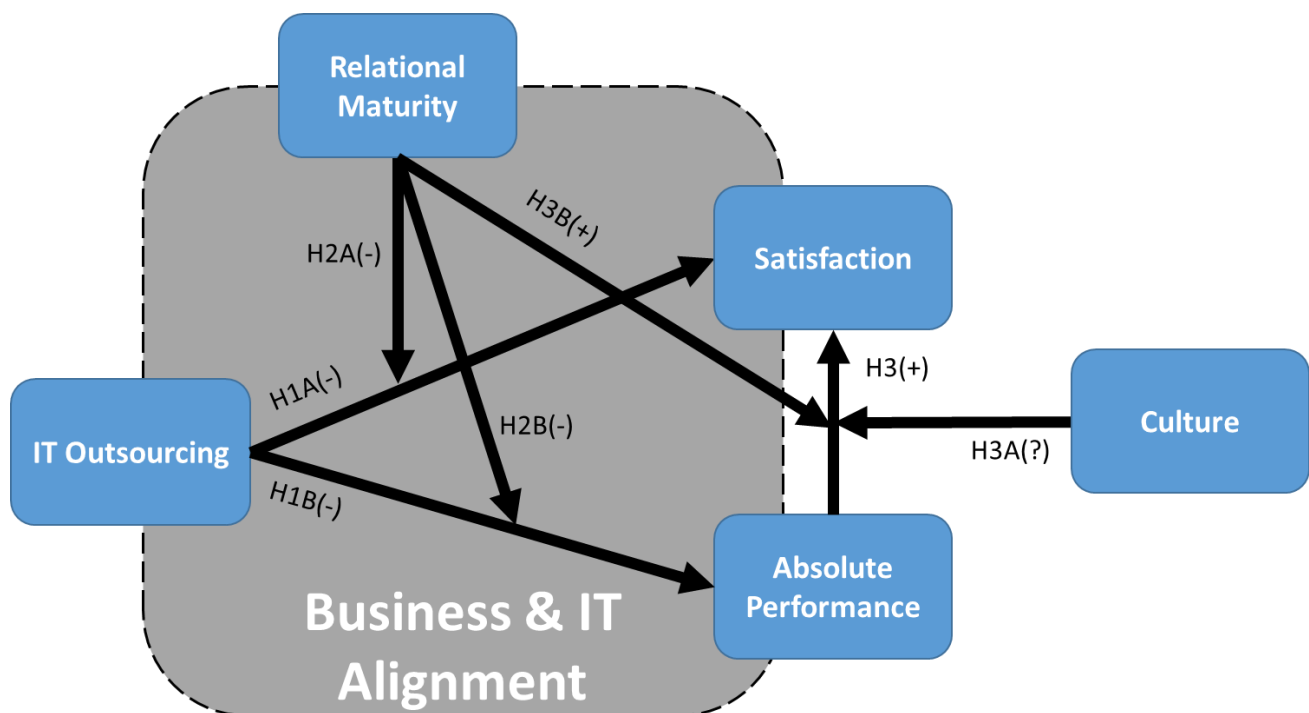 Relational
Maturity
H3B(+)
H2A(-)
Satisfaction
H3(+)
H1A(-)
H2B(-)
Culture
H3A(?)
IT Outsourcing
H1B(-)
Absolute
Performance
Business & IT
Alignment